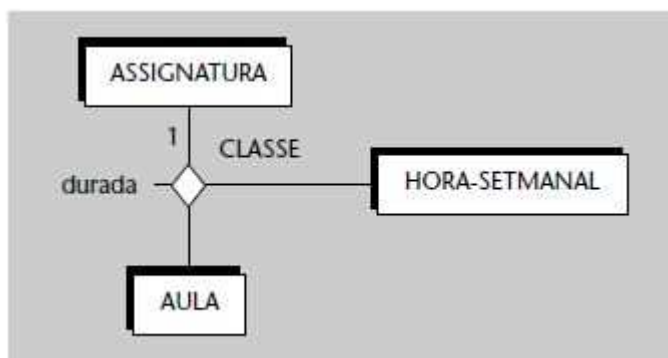 ASSIGNATURA
1
CLASSE
durada
HORA-SETMANAL
AULA